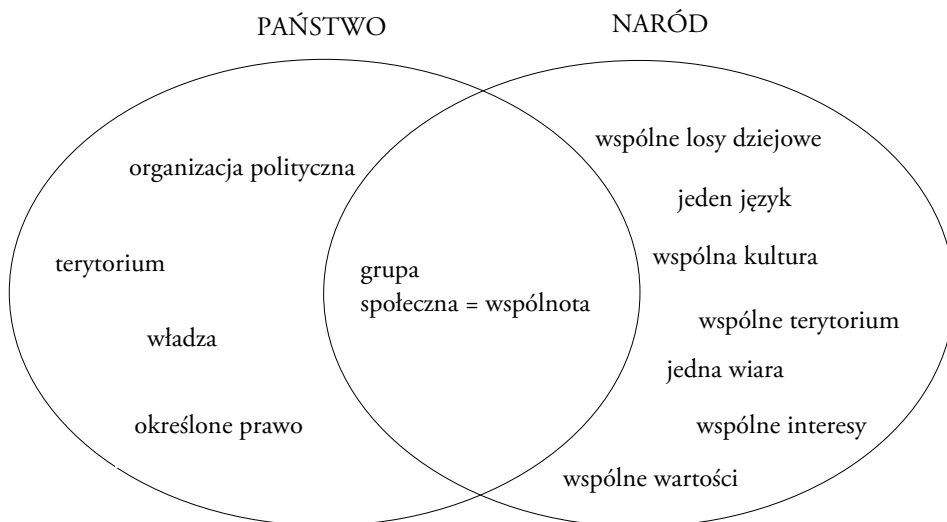 PAŃSTWO
NARÓD
organizacja polityczna
terytorium
władza
określone prawo
grupa
społeczna = wspólnota
wspólne losy dziejowe
jeden język
wspólna kultura
wspólne terytorium
jedna wiara
wspólne interesy
wspólne wartości